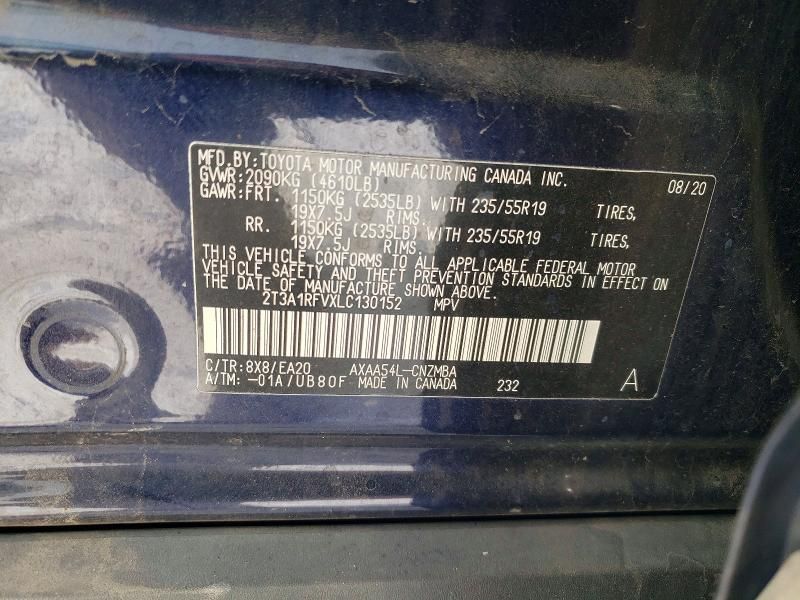 MFD.BY:TOYOTA MOTOR MANUFACTURING CANADA INC.
GVWR:2090KG (4610LB) 08/20
GAWR:FRT. 1150KG (2535LB) WITH 235/55R19 TIRES,
19X7.5J RIMS.
RR. 1150KG (2535LB) WITH 235/55R19 TIRES,
19X7.5J RIMS.
THIS VEHICLE CONFORMS TO ALL APPLICABLE FEDERAL MOTOR
VEHICLE SAFETY AND THEFT PREVENTION STANDARDS IN EFFECT ON
THE DATE OF MANUFACTURE SHOWN ABOVE.
2T3A1RFVXLC130152 MPV
C/TR:8X8/EA20 AXAA54L-CNZMBA
A/TM: -01A/UB80F MADE IN CANADA 232 A